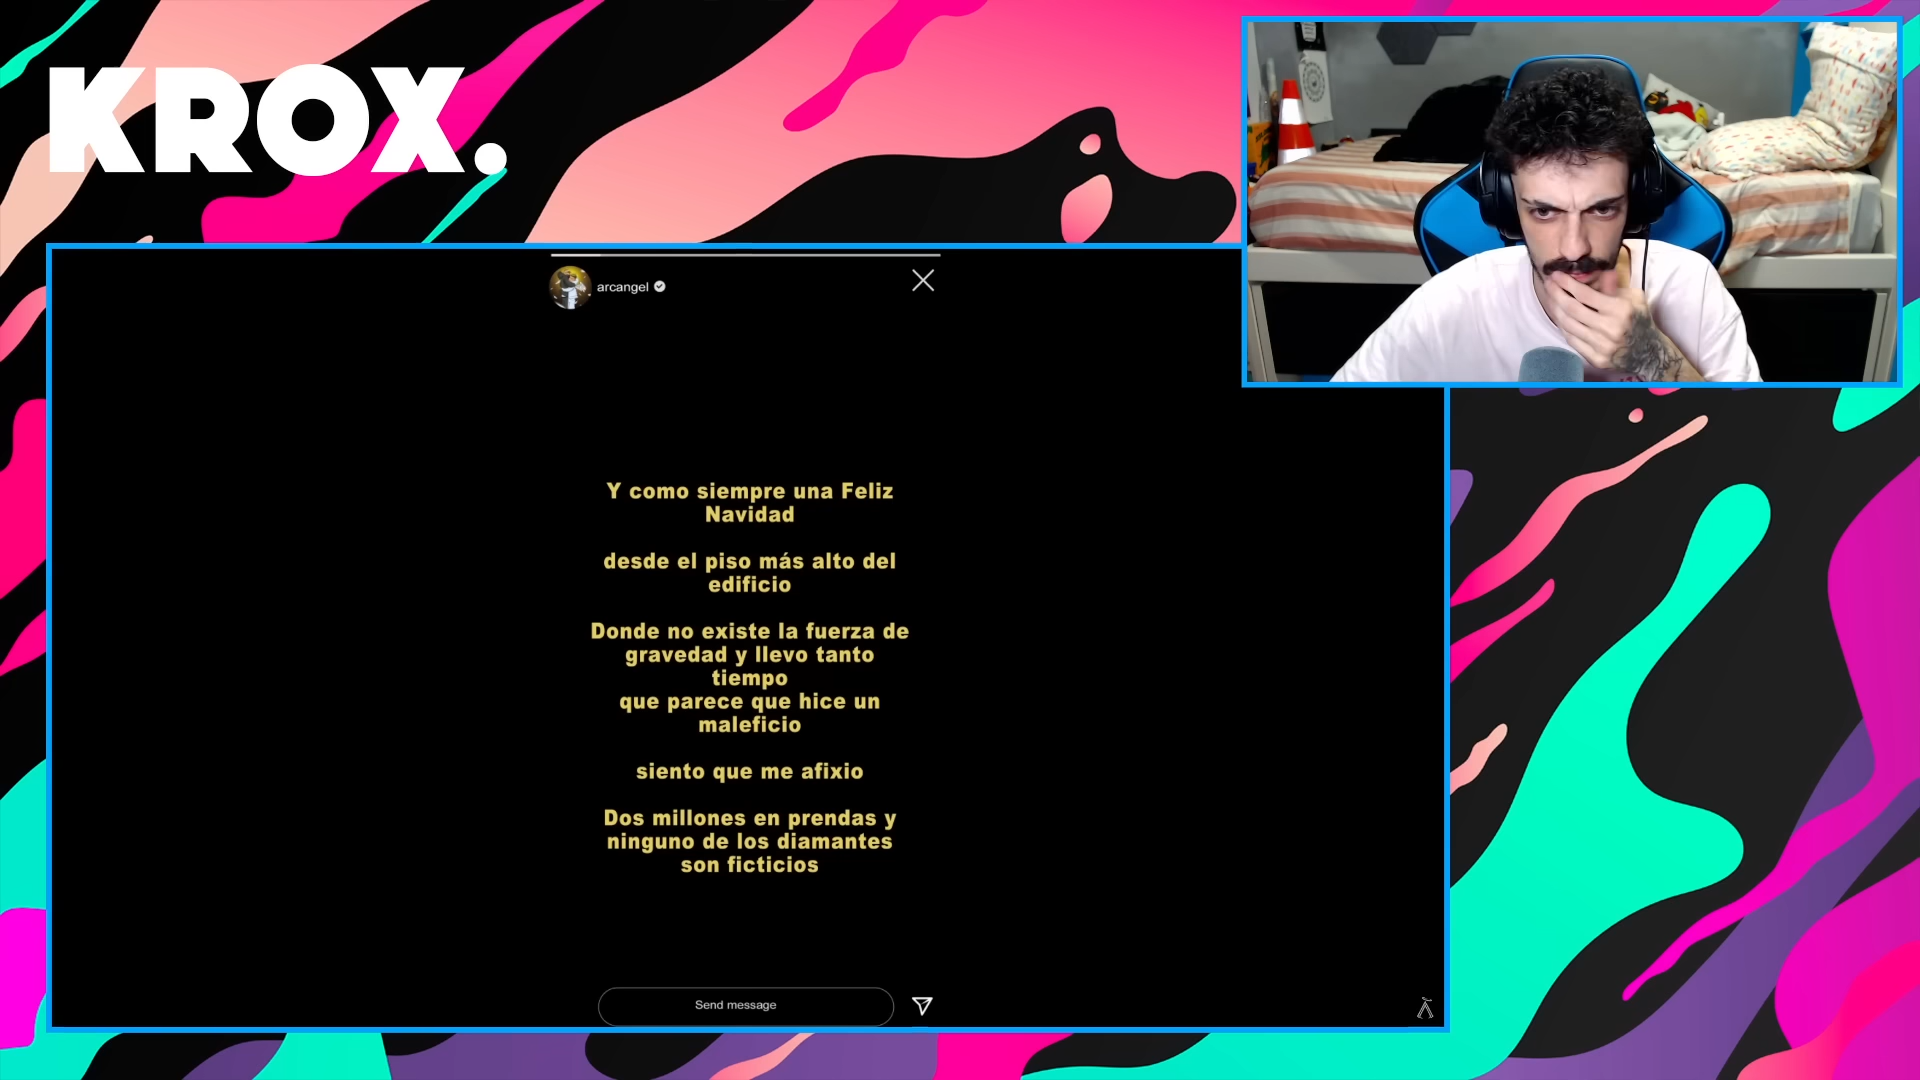 KROX.
arcangel
Y como siempre una Feliz
Navidad
desde el piso más alto del
edificio
Donde no existe la fuerza de
gravedad y llevo tanto
tiempo
que parece que hice un
maleficio
siento que me afixio
Dos millones en prendas y
ninguno de los diamantes
son ficticios
Send message